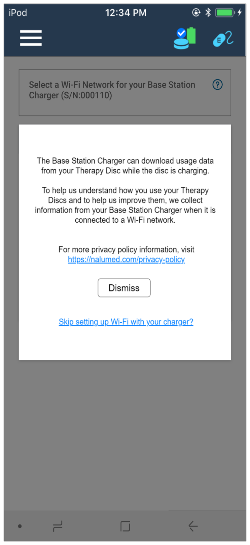 iPod 12:34 PM
Select a Wi-Fi Network for your Base Station
Charger (S/N:000110)
?
The Base Station Charger can download usage data
from your Therapy Disc while the disc is charging.
To help us understand how you use your Therapy
Discs and to help us improve them, we collect
information from your Base Station Charger when it is
connected to a Wi-Fi network.
For more privacy policy information, visit
https://nalumed.com/privacy-policy
Dismiss
Skip setting up Wi-Fi with your charger?